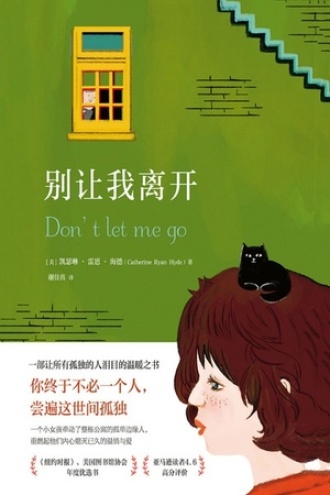 别让我离开
Don't let me go
[美] 凯瑟琳·雷恩·海德 (Catherine Ryan Hyde) 著
谢佳真 译
一部让所有孤独的人泪目的温暖之书
你终于不必一个人，
尝遍这世间孤独
一个小女孩牵动了整栋公寓的孤单边缘人，
重燃起他们内心熄灭已久的温情与爱
《纽约时报》、美国图书馆协会
年度优选书
亚马逊读者4.6
高分评价